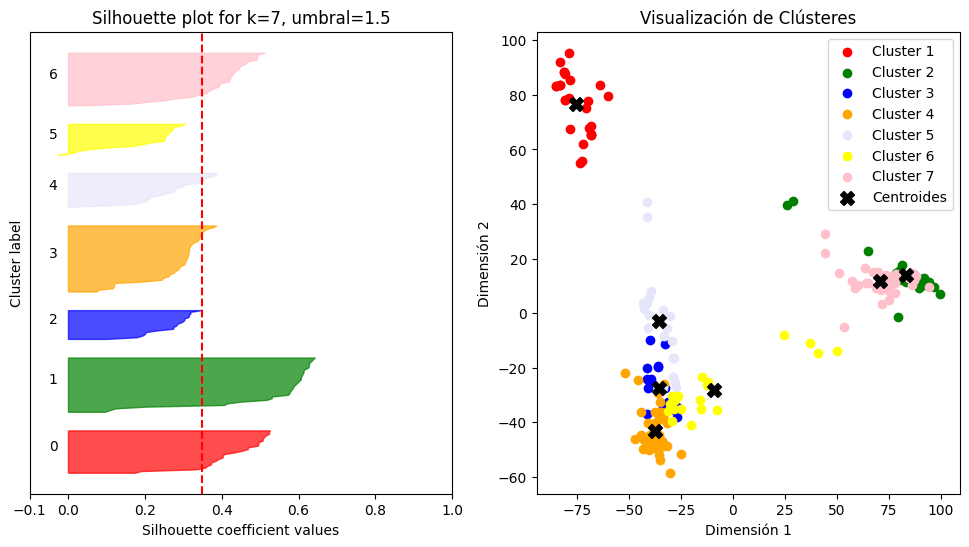 Silhouette plot for k=7, umbral=1.5
Cluster label
6
5
4
3
2
1
0
-0.1 0.0 0.2 0.4 0.6 0.8 1.0
Silhouette coefficient values
Visualización de Clústeres
Dimensión 2
100
80
60
40
20
0
−20
−40
−60
−75 −50 −25 0 25 50 75 100
Dimensión 1
Cluster 1
Cluster 2
Cluster 3
Cluster 4
Cluster 5
Cluster 6
Cluster 7
Centroides